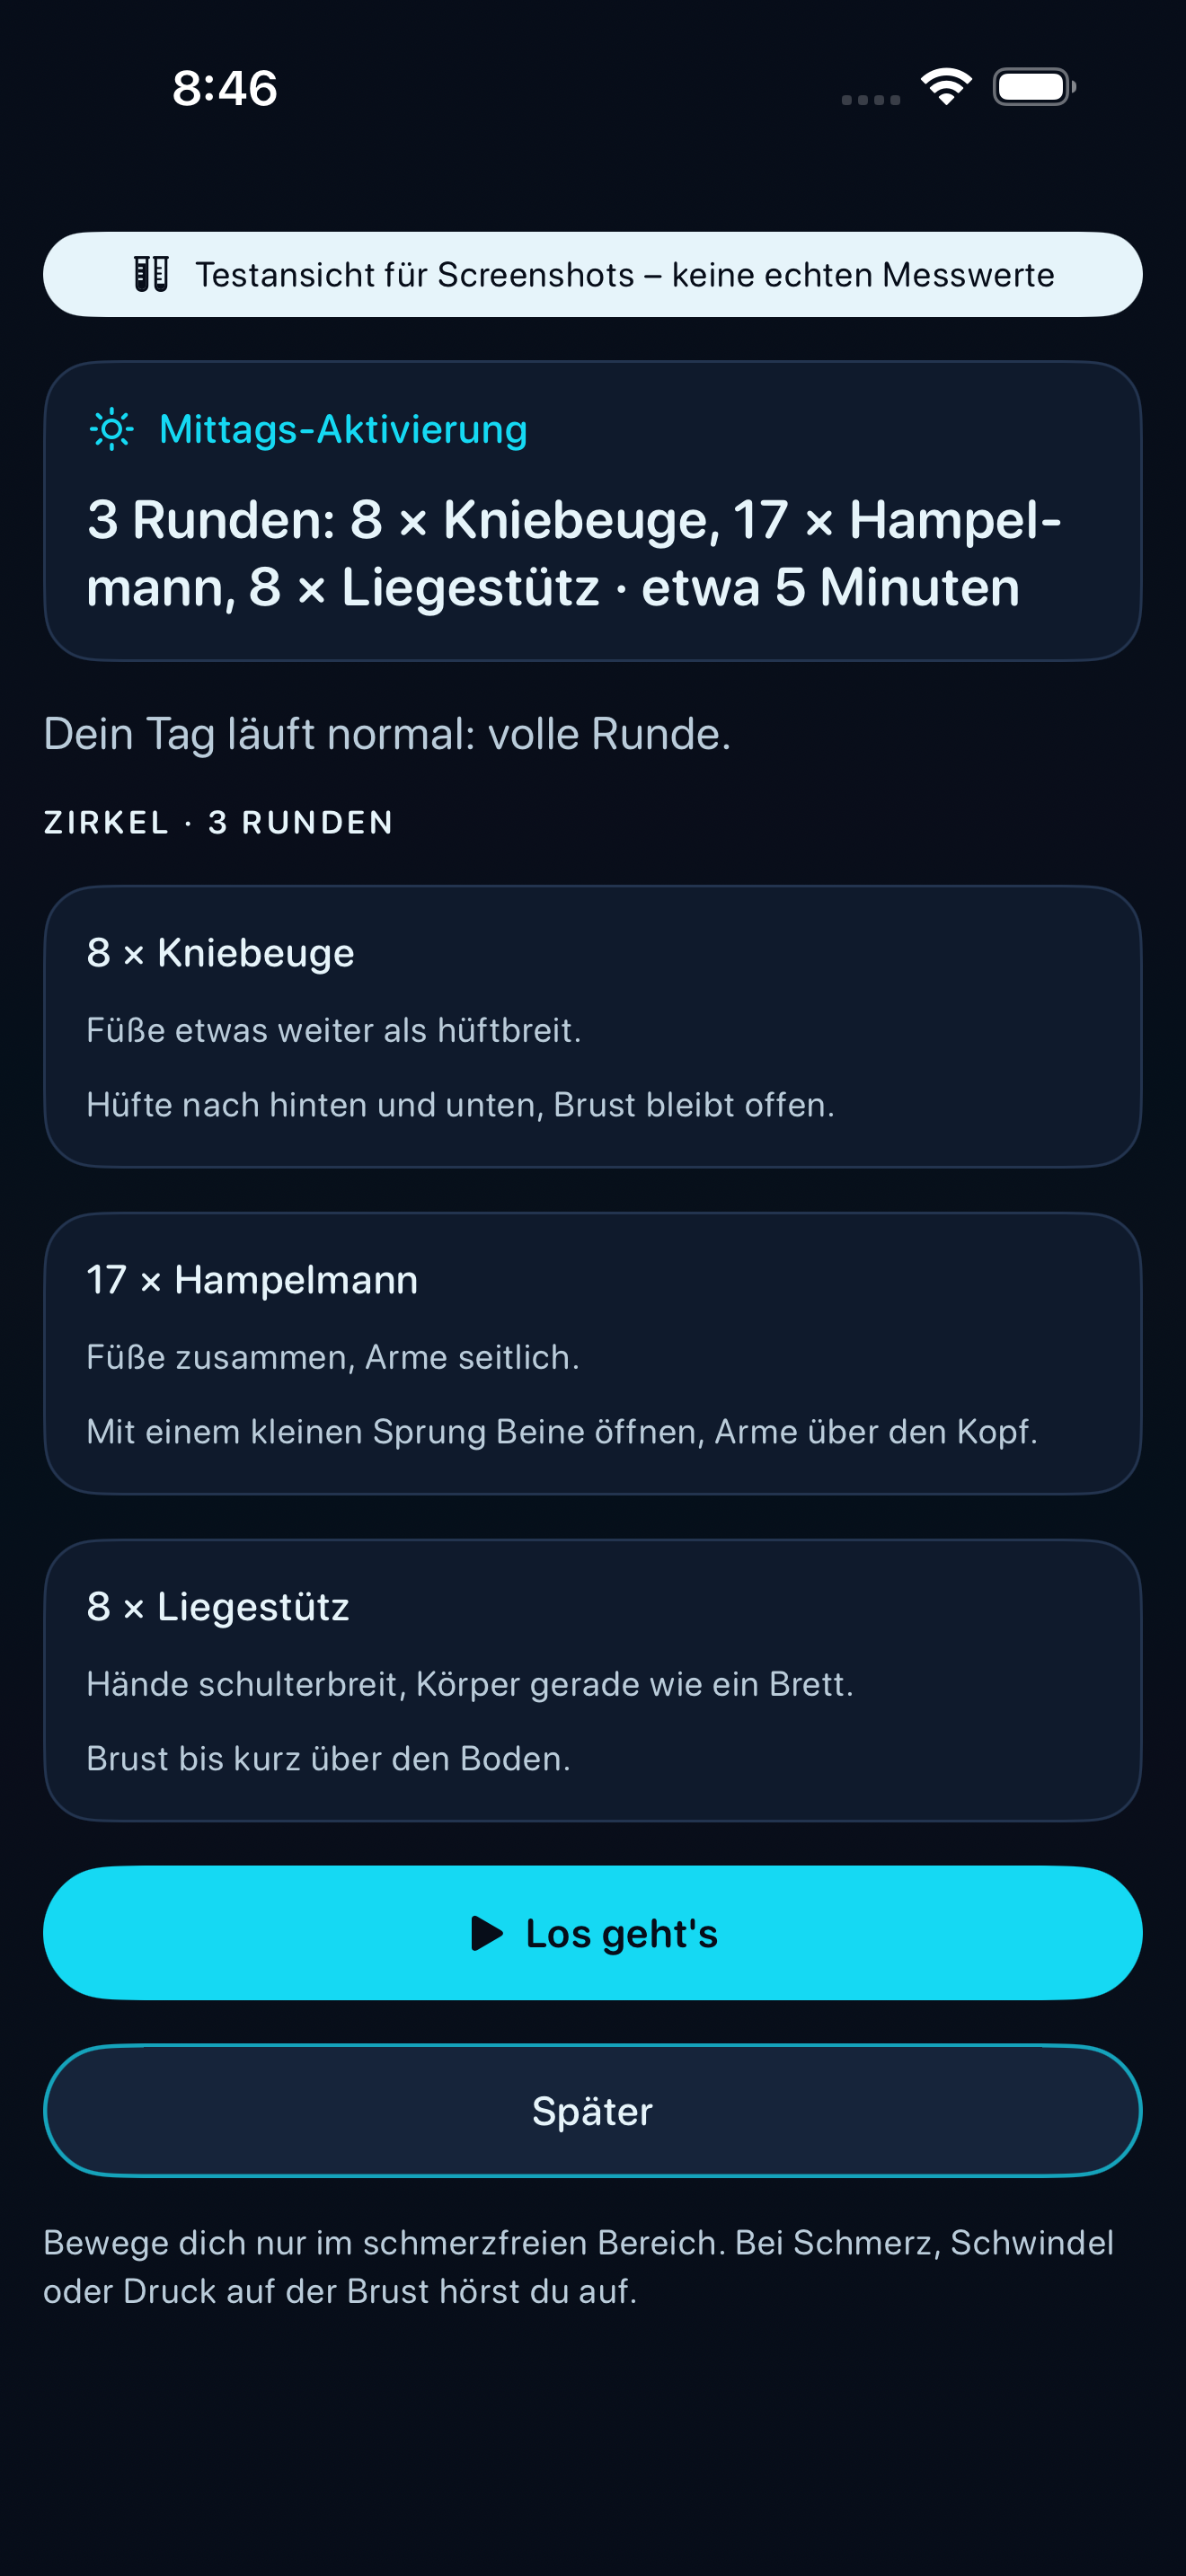 8:46
Testansicht für Screenshots – keine echten Messwerte
Mittags-Aktivierung
3 Runden: 8 × Kniebeuge, 17 × Hampel-
mann, 8 × Liegestütz · etwa 5 Minuten
Dein Tag läuft normal: volle Runde.
ZIRKEL · 3 RUNDEN
8 × Kniebeuge
Füße etwas weiter als hüftbreit.
Hüfte nach hinten und unten, Brust bleibt offen.
17 × Hampelmann
Füße zusammen, Arme seitlich.
Mit einem kleinen Sprung Beine öffnen, Arme über den Kopf.
8 × Liegestütz
Hände schulterbreit, Körper gerade wie ein Brett.
Brust bis kurz über den Boden.
Los geht's
Später
Bewege dich nur im schmerzfreien Bereich. Bei Schmerz, Schwindel
oder Druck auf der Brust hörst du auf.